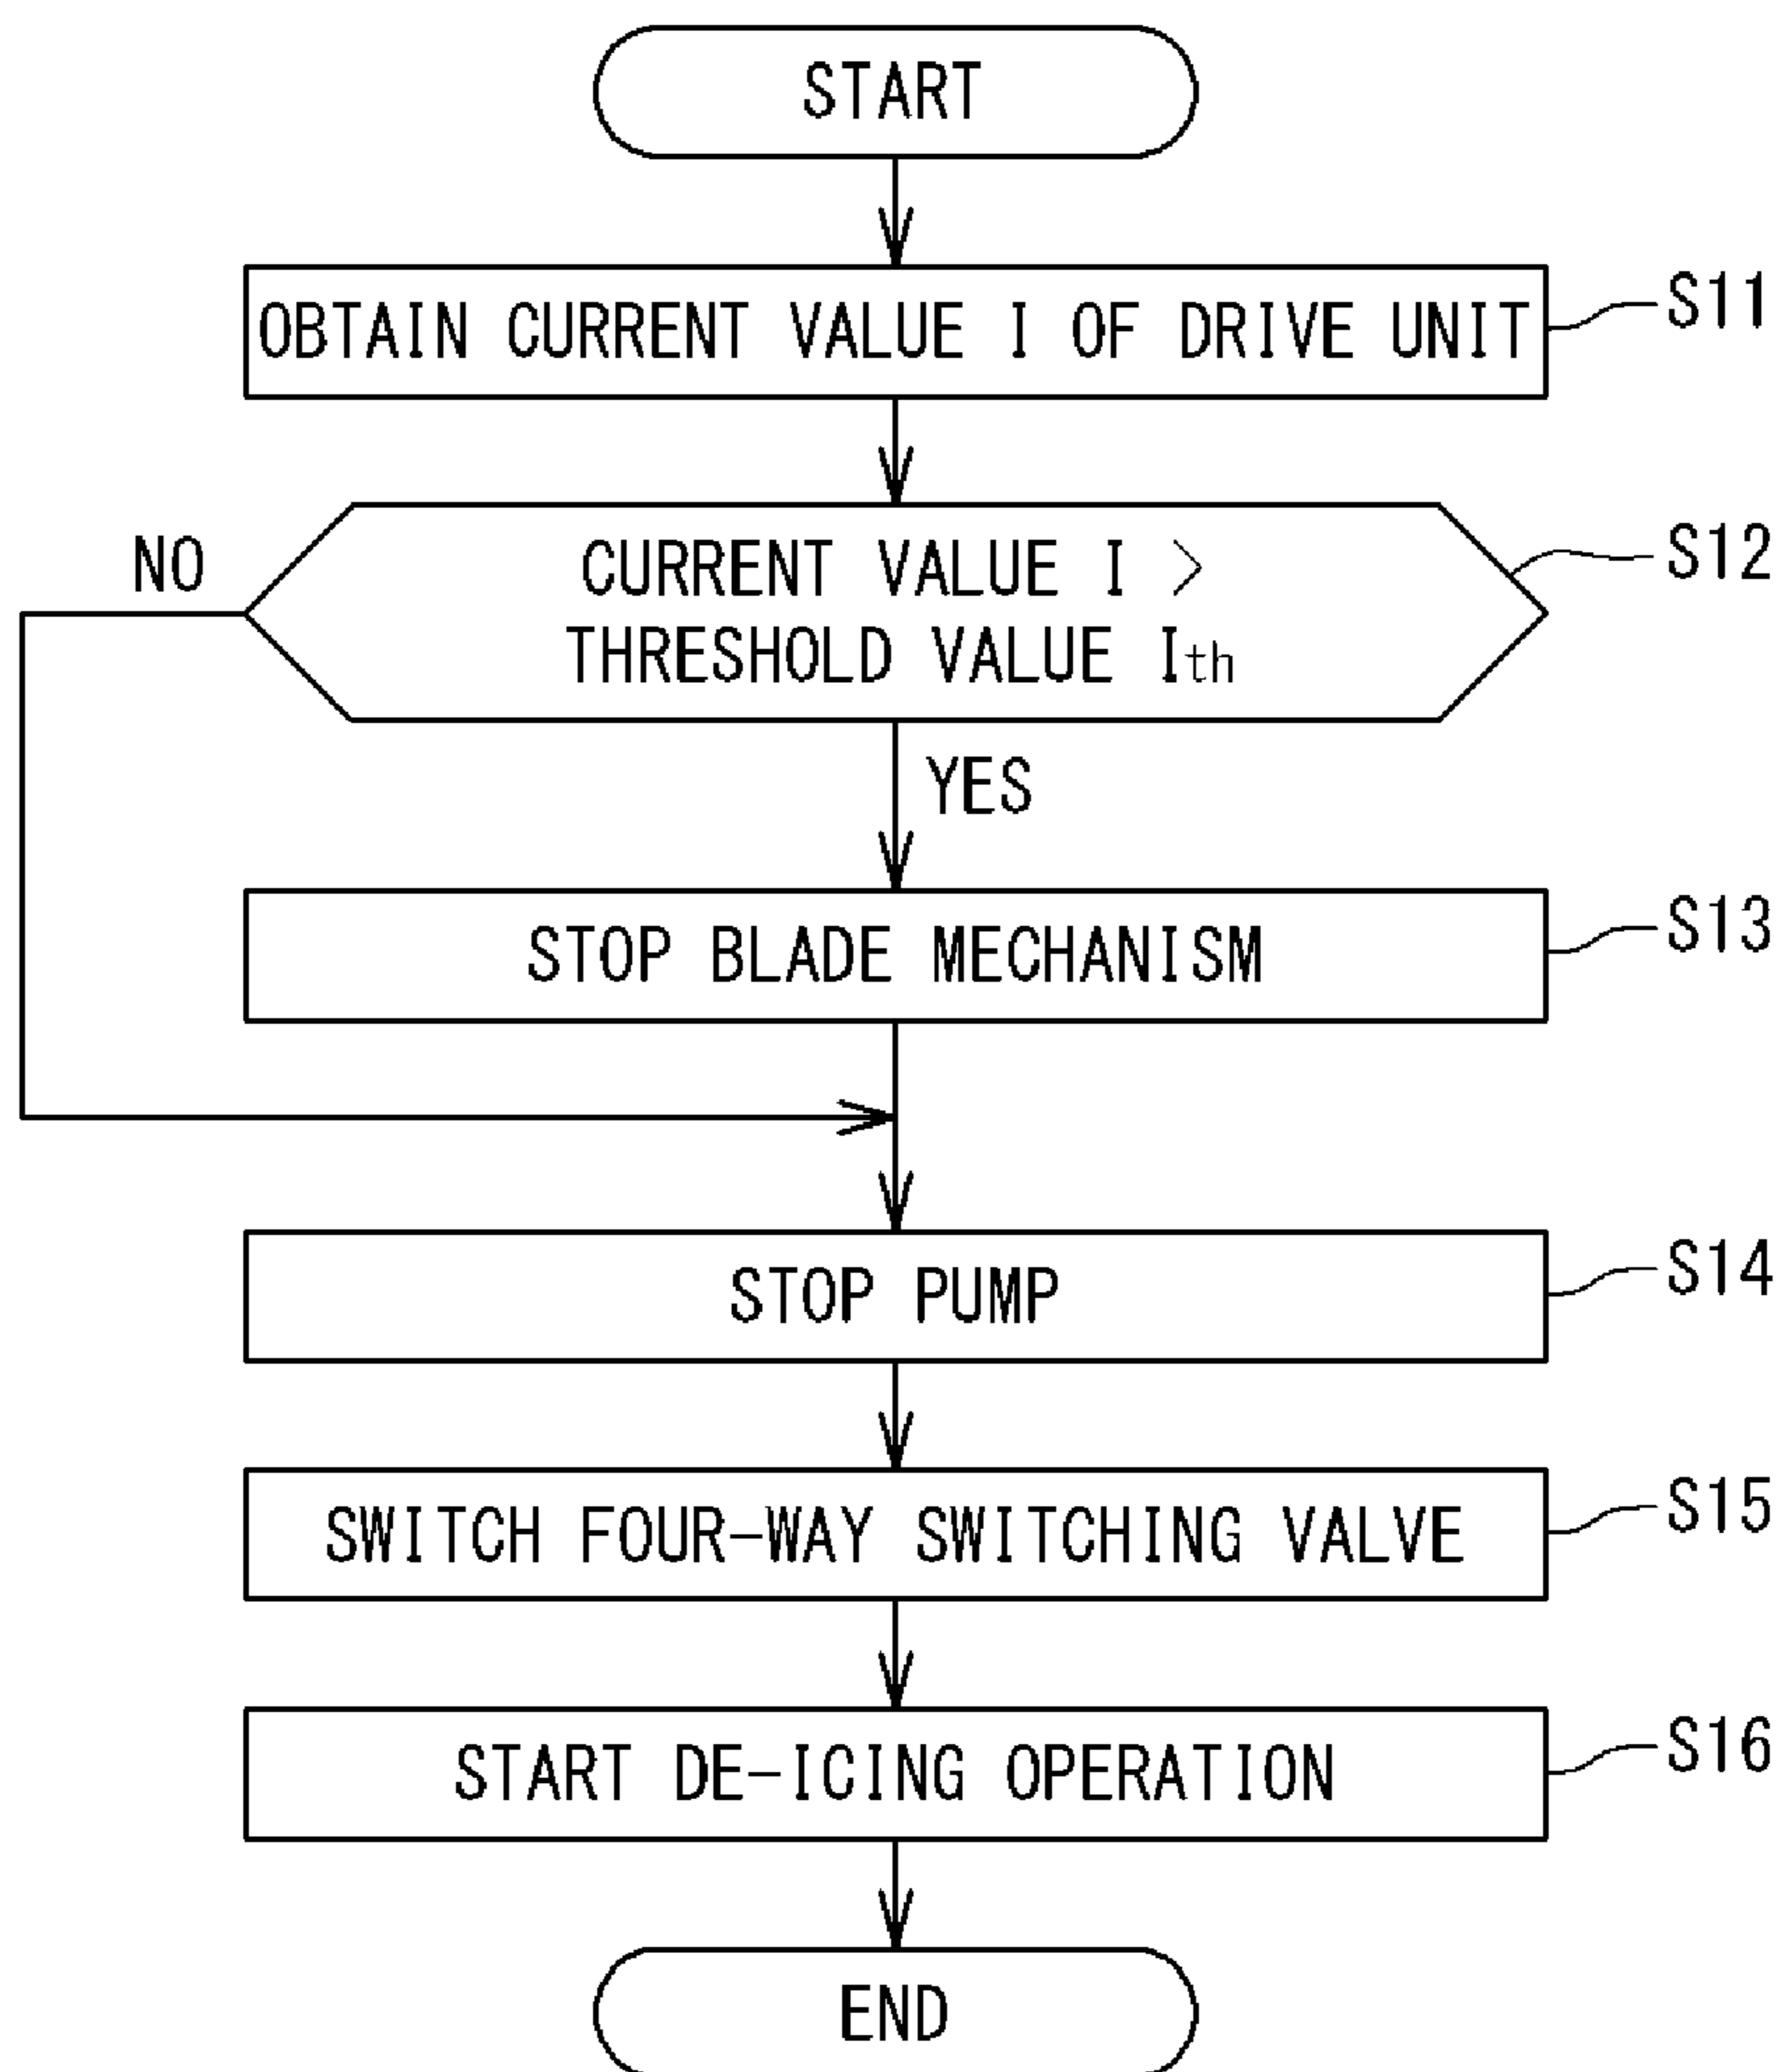 START
OBTAIN CURRENT VALUE I OF DRIVE UNIT
S11
NO
CURRENT VALUE I >
THRESHOLD VALUE Ith
S12
YES
STOP BLADE MECHANISM
S13
STOP PUMP
S14
SWITCH FOUR-WAY SWITCHING VALVE
S15
START DE-ICING OPERATION
S16
END